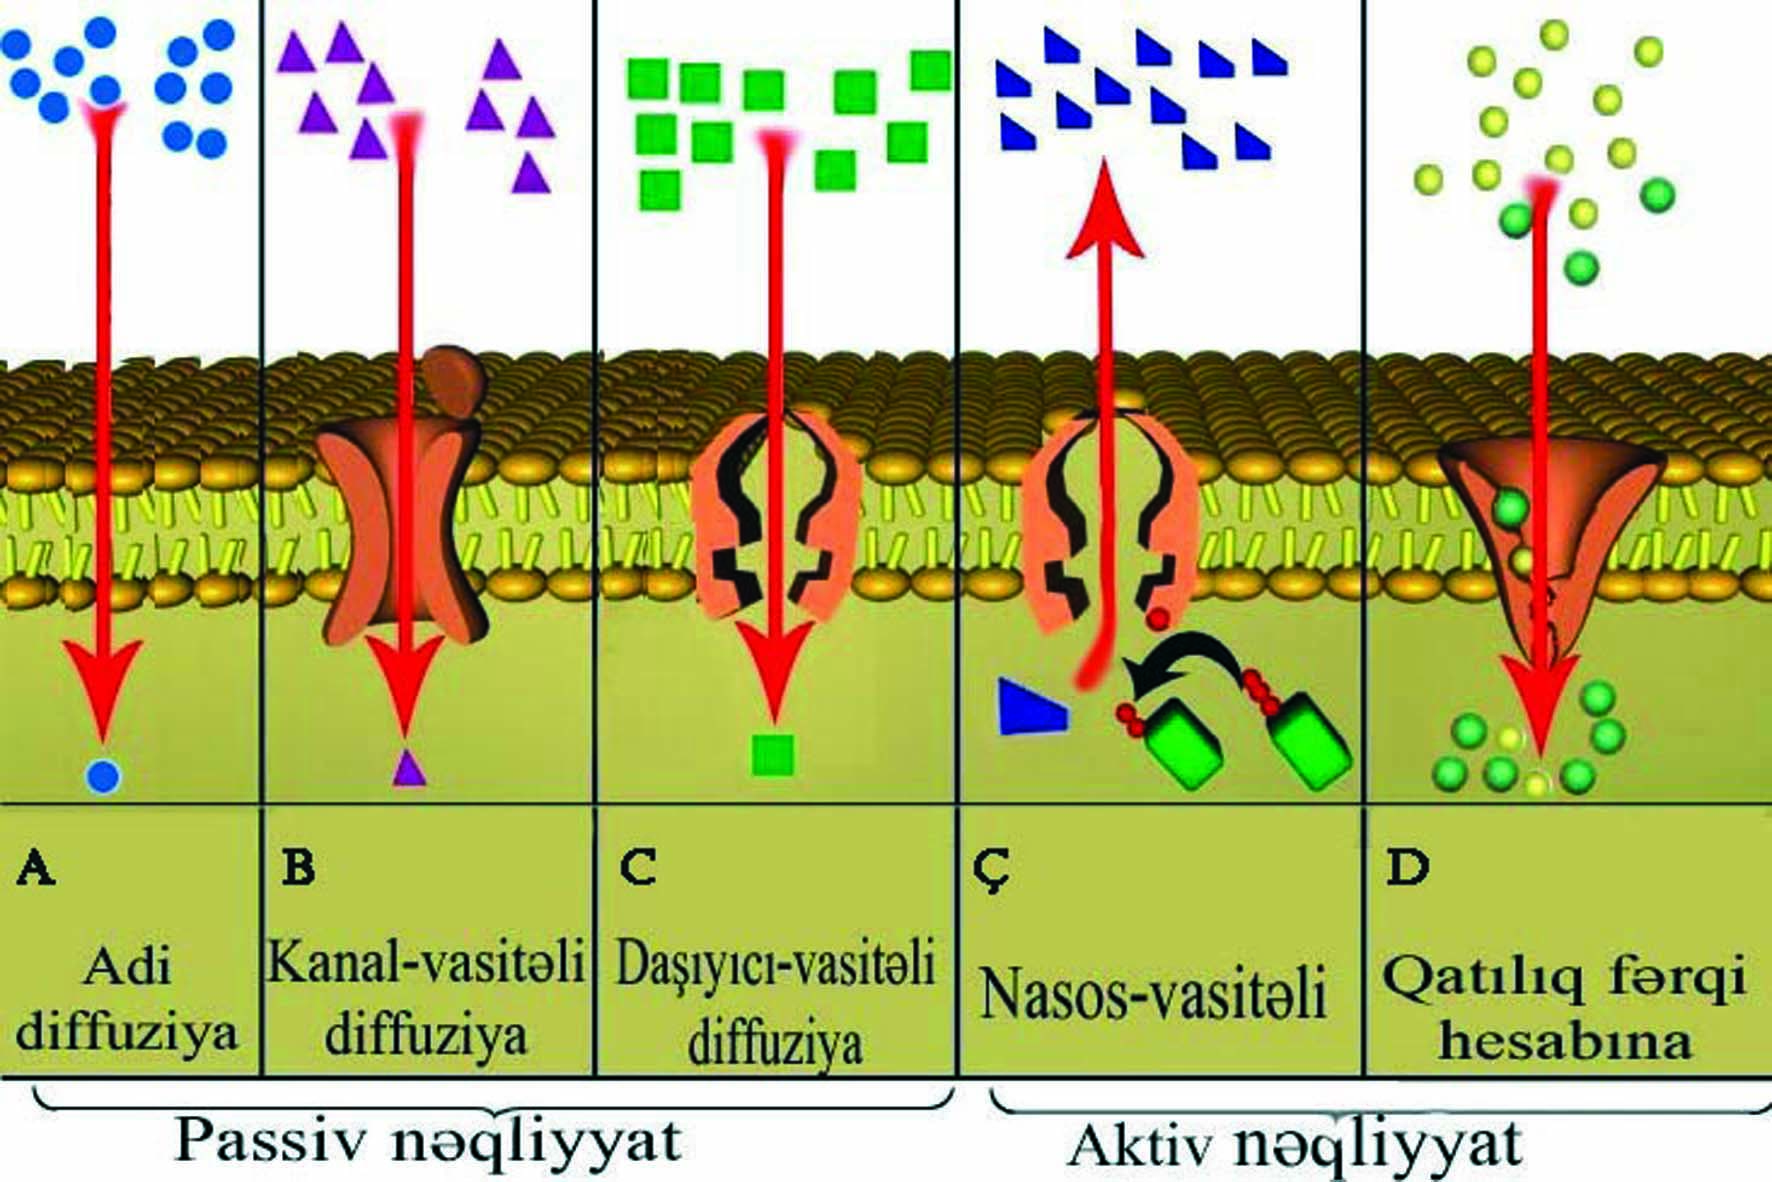 A
Adi
diffuziya
B
Kanal-vasitəli
diffuziya
C
Daşıyıcı-vasitəli
diffuziya
Ç
Nasos-vasitəli
D
Qatılıq fərqi
hesabına
Passiv nəqliyyat
Aktiv nəqliyyat